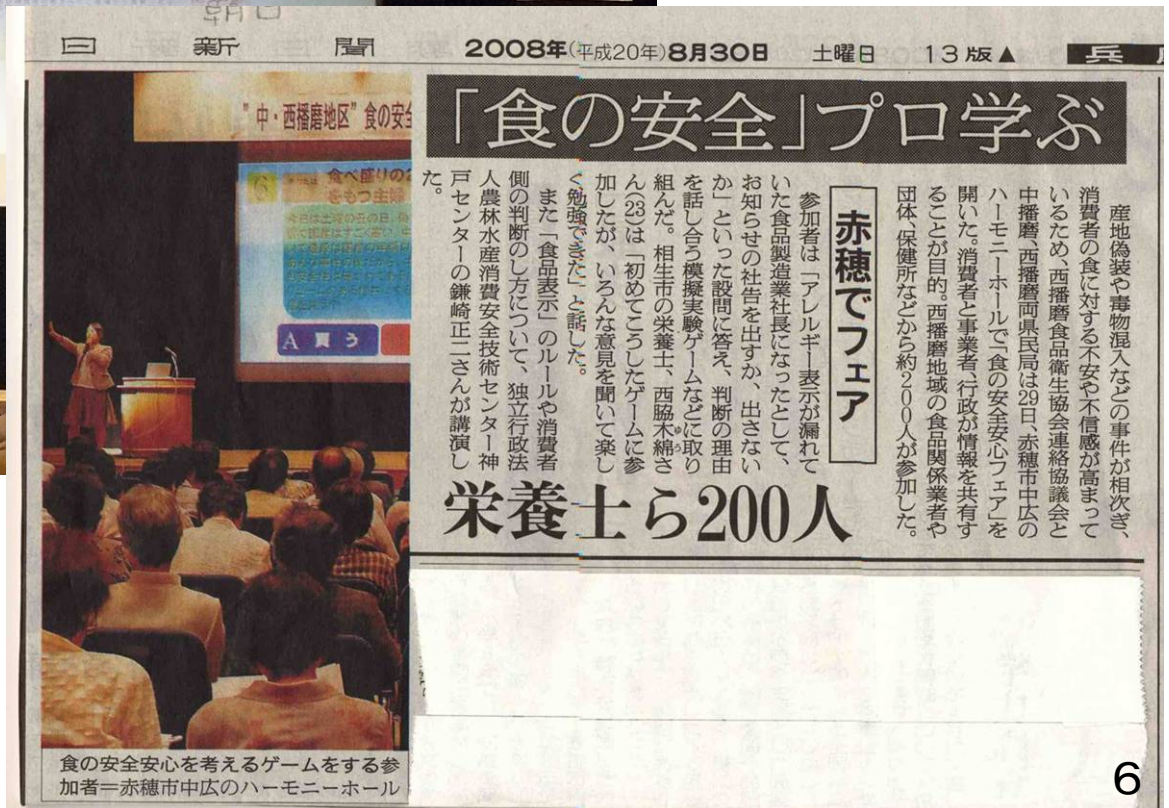 朝日
日 新 聞 2008年(平成20年)8月30日 土曜日 13版▲ 兵
「食の安全」プロ学ぶ
赤穂でフェア
栄養士ら200人
産地偽装や毒物混入などの事件が相次ぎ、
消費者の食に対する不安や不信感が高まって
いるため、西播磨食品衛生協会連絡協議会と
中播磨、西播磨両県民局は29日、赤穂市中広の
ハーモニーホールで「食の安全安心フェア」を
開いた。消費者と事業者、行政が情報を共有す
ることが目的。西播磨地域の食品関係業者や
団体、保健所などから約200人が参加した。
参加者は「アレルギー表示が漏れて
いた食品製造業社長になったとして、
お知らせの社告を出すか、出さない
か」といった設問に答え、判断の理由
を話し合う模擬実験ゲームなどに取り
組んだ。相生市の栄養士、西脇木綿さ
ゆう
ん(23)は「初めてこうしたゲームに参
加したが、いろんな意見を聞いて楽し
く勉強できた」と話した。
また「食品表示」のルールや消費者
側の判断のし方について、独立行政法
人農林水産消費安全技術センター神
戸センターの鎌崎正二さんが講演し
た。
”中・西播磨地区”食の安全
6
食べ盛りの2
をもつ主婦
A 買う
食の安全安心を考えるゲームをする参
加者＝赤穂市中広のハーモニーホール
6